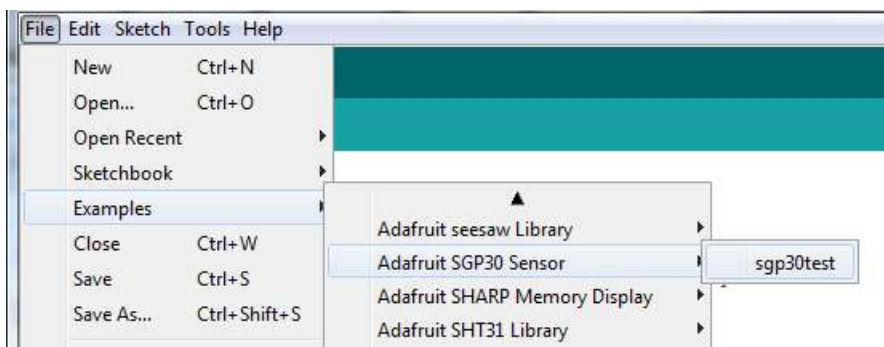 File Edit Sketch Tools Help
New Ctrl+N
Open... Ctrl+O
Open Recent
Sketchbook
Examples
Close Ctrl+W
Save Ctrl+S
Save As... Ctrl+Shift+S
Adafruit seesaw Library
Adafruit SGP30 Sensor
Adafruit SHARP Memory Display
Adafruit SHT31 Library
sgp30test